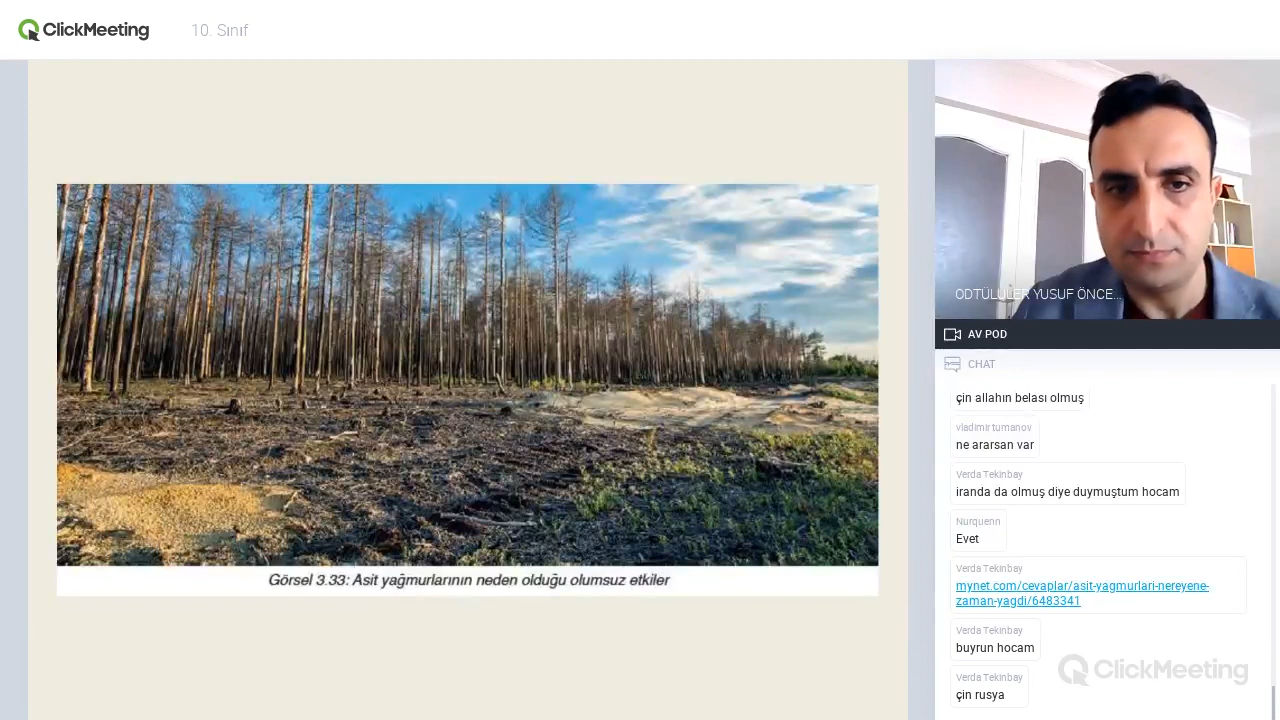 ClickMeeting
10. Sınıf
Görsel 3.33: Asit yağmurlarının neden olduğu olumsuz etkiler
ODTÜLÜLER YUSUF ÖNCE...
AV POD
CHAT
çin allahın belası olmuş
vladimir tumanov
ne ararsan var
Verda Tekinbay
iranda da olmuş diye duymuştum hocam
Nurquenn
Evet
Verda Tekinbay
mynet.com/cevaplar/asit-yagmurlari-nereyene-
zaman-yagdi/6483341
Verda Tekinbay
buyrun hocam
Verda Tekinbay
çin rusya
ClickMeeting